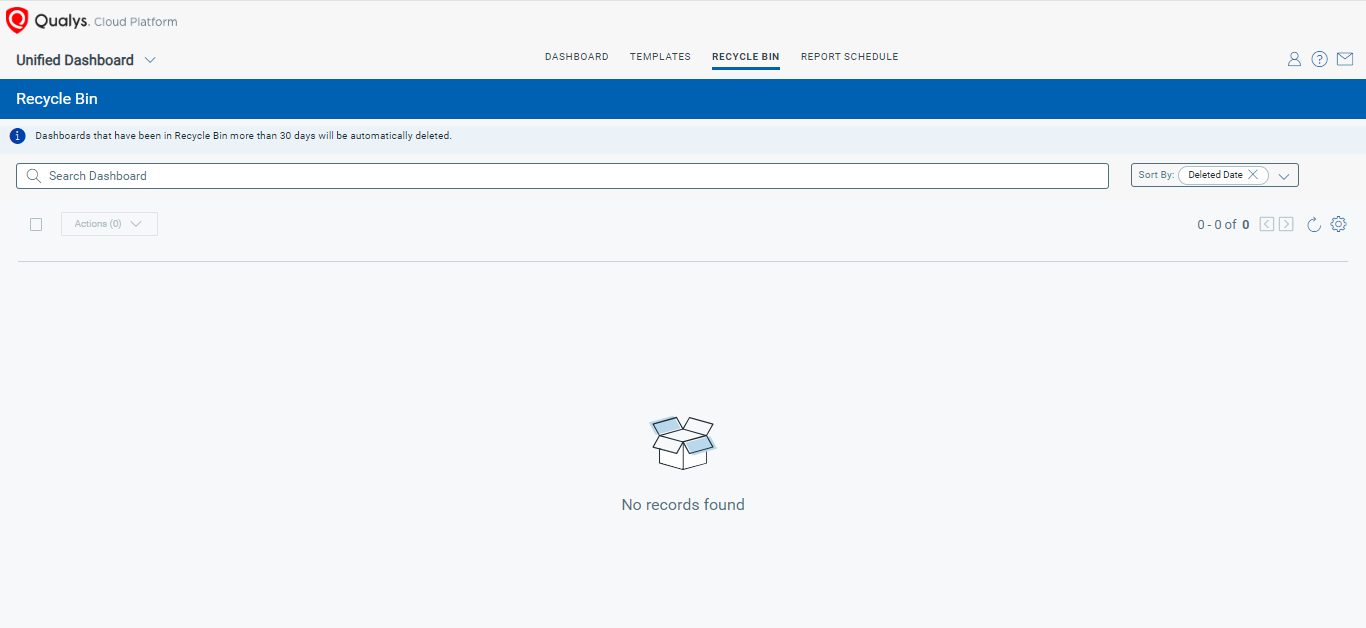 Qualys. Cloud Platform
Unified Dashboard
DASHBOARD TEMPLATES RECYCLE BIN REPORT SCHEDULE
Recycle Bin
Dashboards that have been in Recycle Bin more than 30 days will be automatically deleted.
Search Dashboard
Sort By: Deleted Date
Actions (0)
0 - 0 of 0
No records found